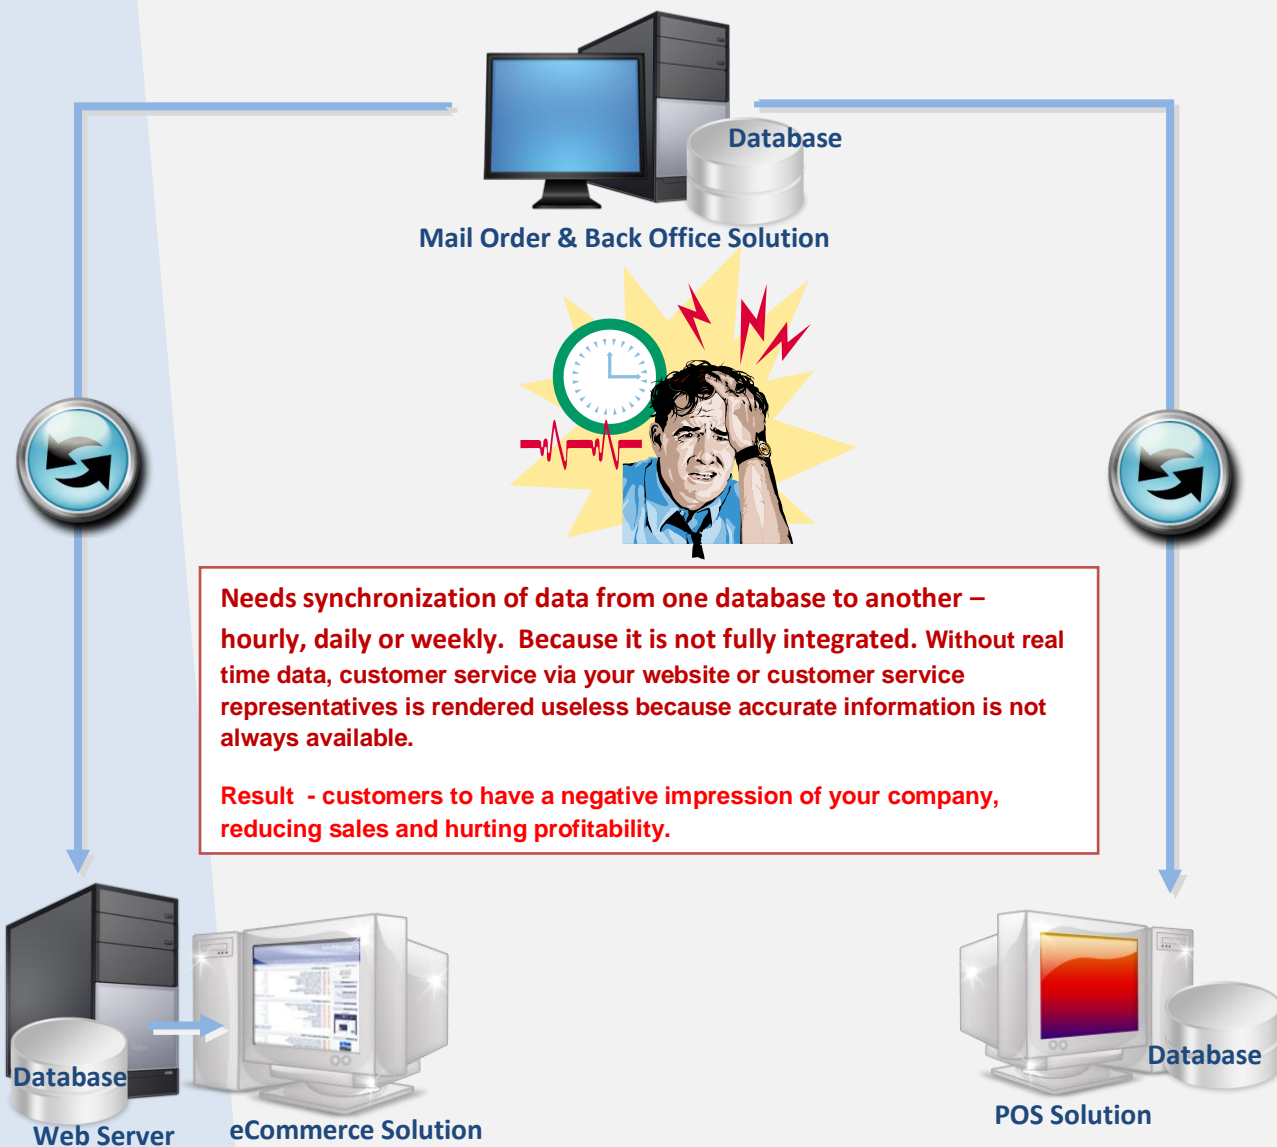 Database
Mail Order & Back Office Solution
Needs synchronization of data from one database to another –
hourly, daily or weekly.  Because it is not fully integrated. Without real
time data, customer service via your website or customer service
representatives is rendered useless because accurate information is not
always available.
Result  - customers to have a negative impression of your company,
reducing sales and hurting profitability.
Database
Web Server
eCommerce Solution
Database
POS Solution